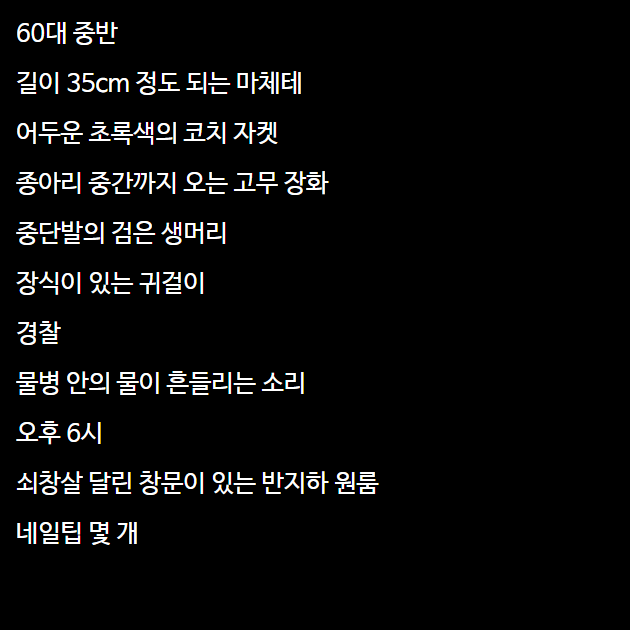 60대 중반
길이 35cm 정도 되는 마체테
어두운 초록색의 코치 자켓
종아리 중간까지 오는 고무 장화
중단발의 검은 생머리
장식이 있는 귀걸이
경찰
물병 안의 물이 흔들리는 소리
오후 6시
쇠창살 달린 창문이 있는 반지하 원룸
네일팁 몇 개